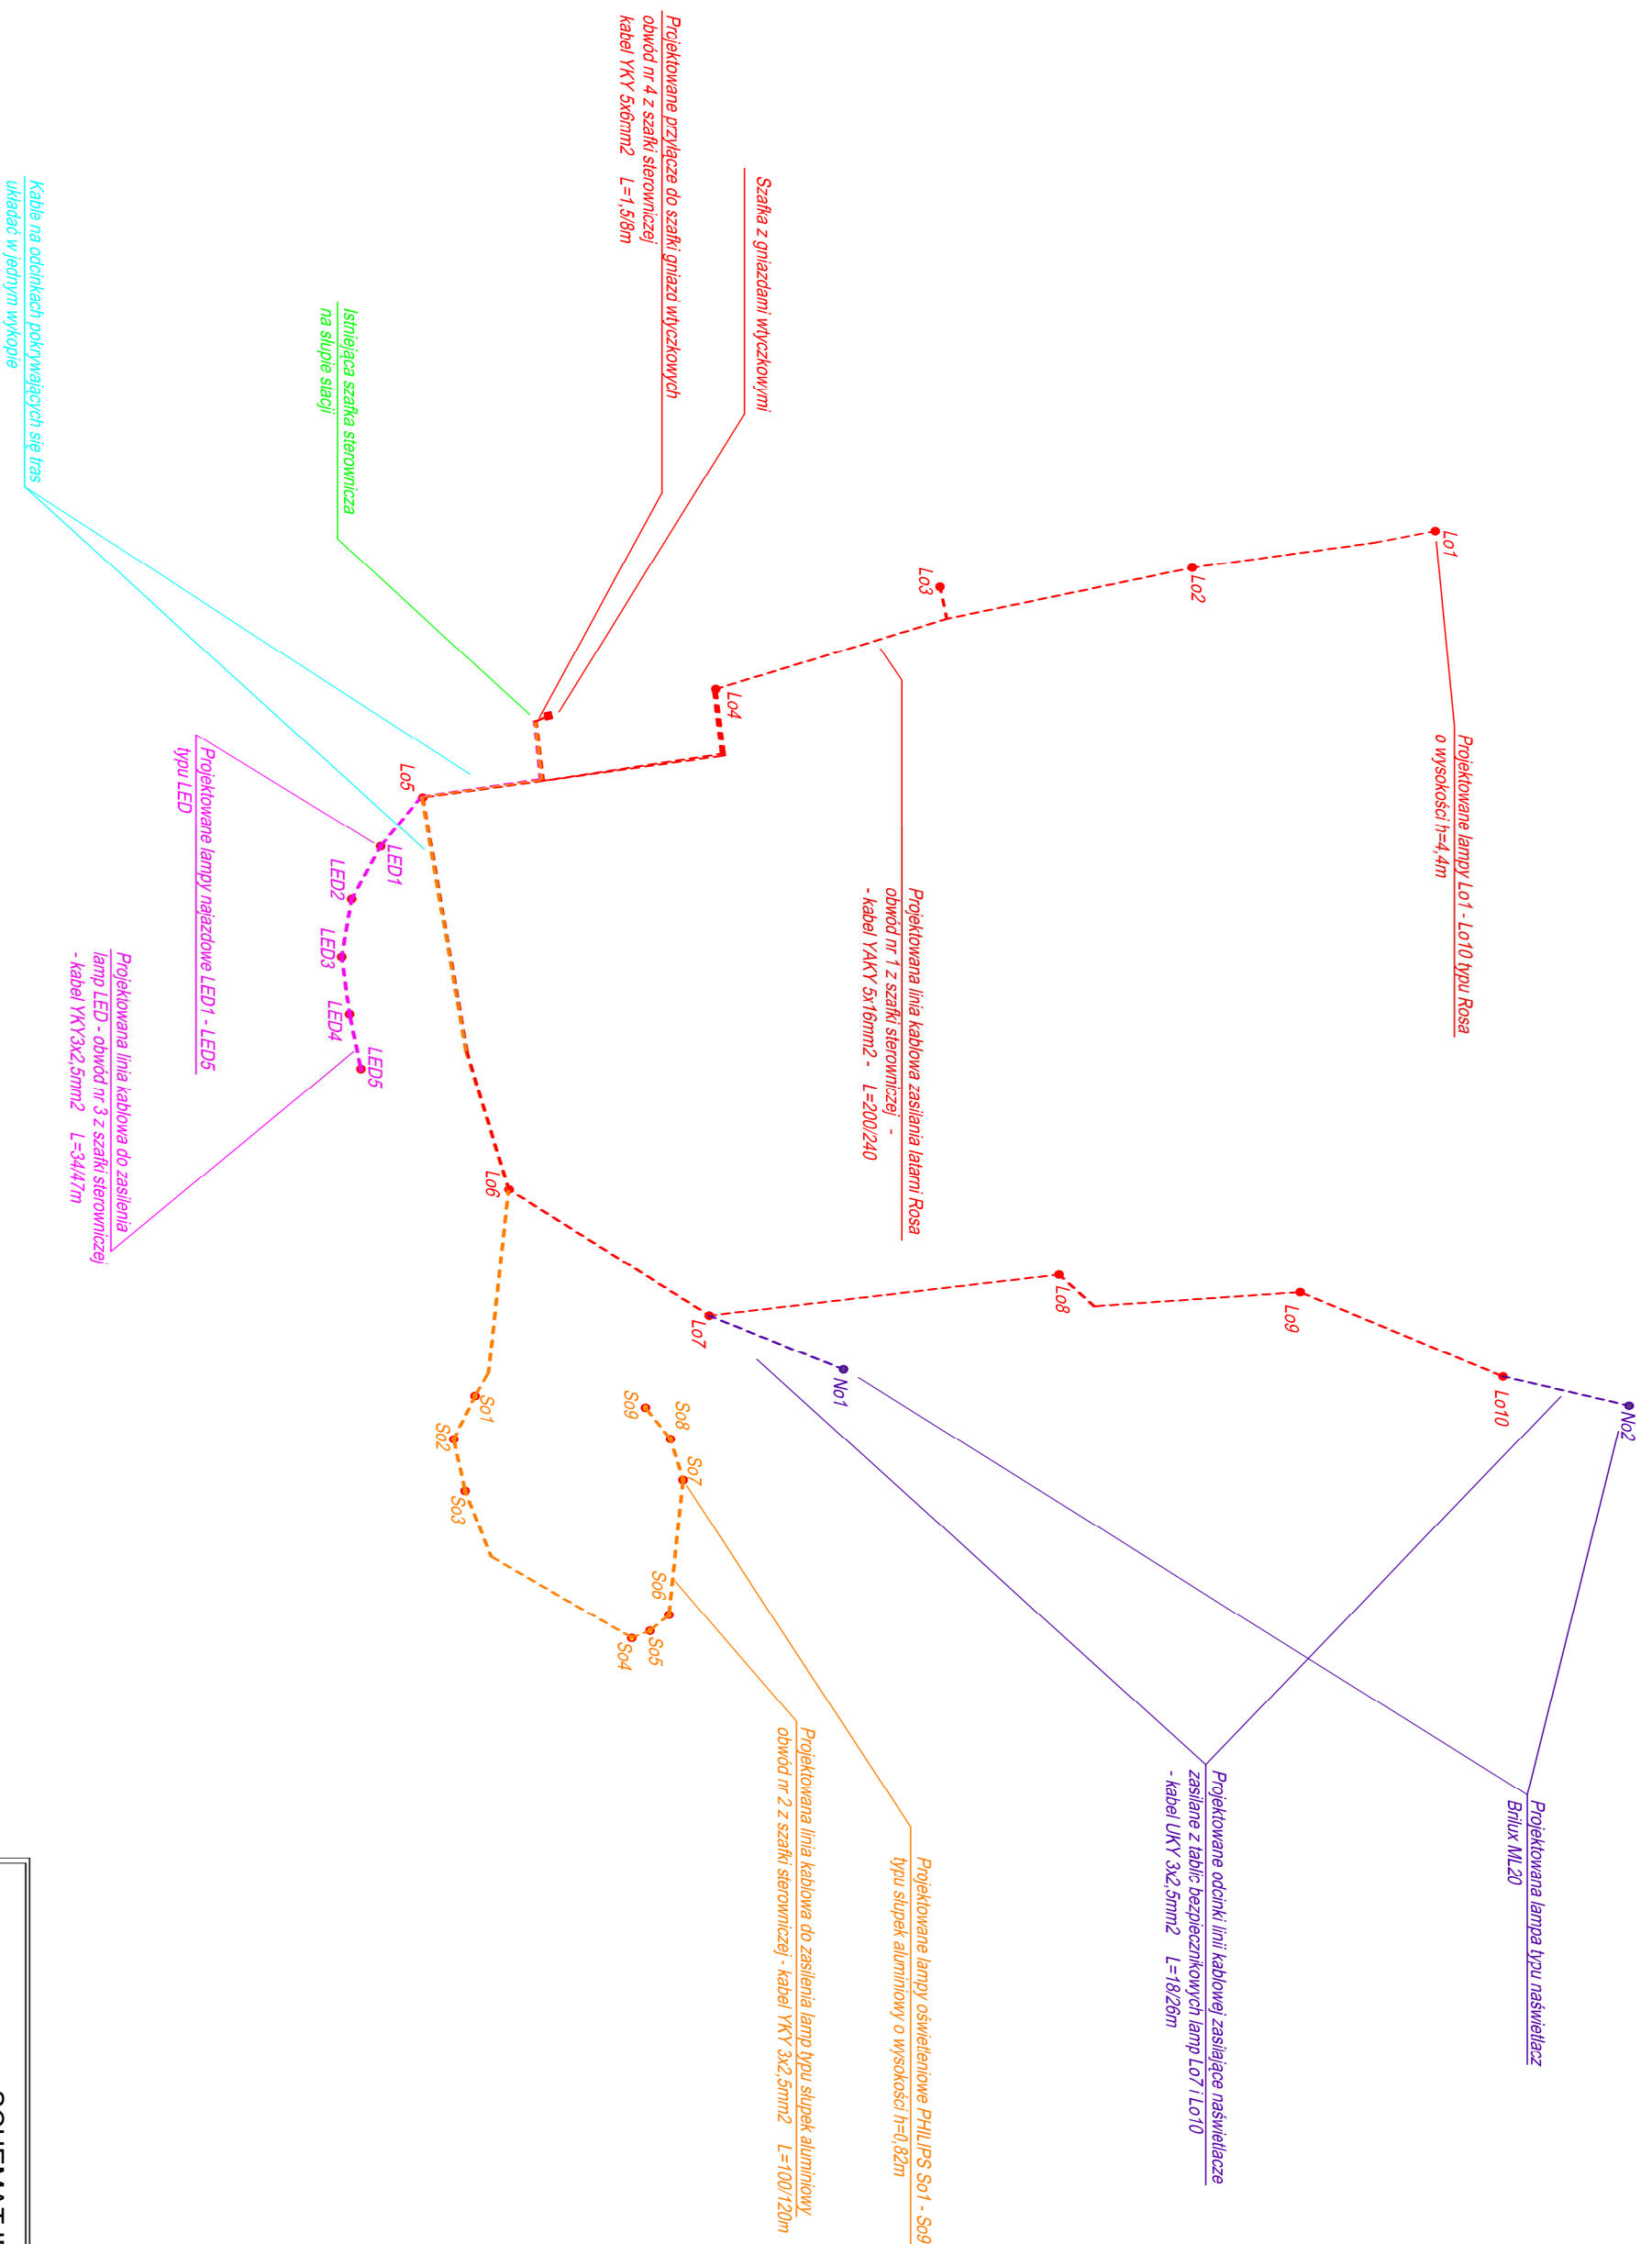 No2
Projektowana lampa typu naświetlacz
Brilux ML20
Lo1
Projektowane lampy Lo1 - Lo10 typu Rosa
o wysokości h=4,4m
Lo10
Lo9
Lo2
Projektowane odcinki linii kablowej zasilające naświetlacze
zasilane z tablic bezpiecznikowych lamp Lo7 i Lo10
- kabel UKY 3x2,5mm2 L=18/26m
Lo8
Lo3
Projektowana linia kablowa zasilania latarni Rosa
obwód nr 1 z szafki sterowniczej -
- kabel YAKY 5x16mm2 - L=200/240
Projektowane lampy oświetleniowe PHILIPS So1 - So9
typu słupek aluminiowy o wysokości h=0,82m
No1
Projektowana linia kablowa do zasilenia lamp typu słupek aluminiowy
obwód nr 2 z szafki sterowniczej - kabel YKY 3x2,5mm2 L=100/120m
Szafka z gniazdami wtyczkowymi
Lo4
Lo7
Projektowane przyłącze do szafki gniazd wtyczkowych
obwód nr 4 z szafki sterowniczej
kabel YKY 5x6mm2 L=1,5/8m
So7
So8
So9
So6
So5
So4
Lo6
So1
So2
So3
Lo5
LED1
LED2
LED3
LED4
LED5
Istniejąca szafka sterownicza
na słupie stacji
Projektowane lampy najazdowe LED1 - LED5
typu LED
Projektowana linia kablowa do zasilenia
lamp LED - obwód nr 3 z szafki sterowniczej
- kabel YKY3x2,5mm2 L=34/47m
Kable na odcinkach pokrywających się tras
układać w jednym wykopie